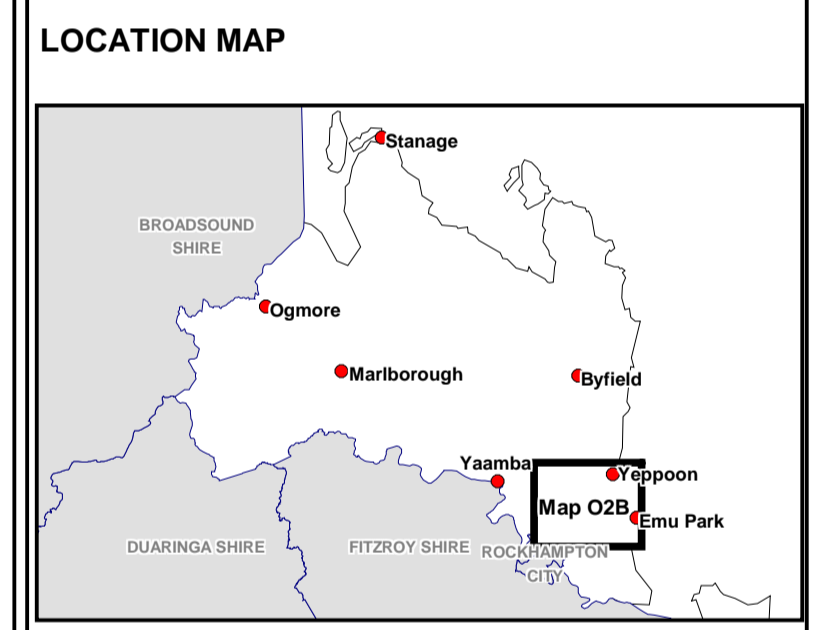 LOCATION MAP
Stanage
BROADSOUND
SHIRE
Ogmore
Marlborough
Byfield
Yaamba
Yeppoon
Map O2B
Emu Park
DUARINGA SHIRE
FITZROY SHIRE
ROCKHAMPTON
CITY